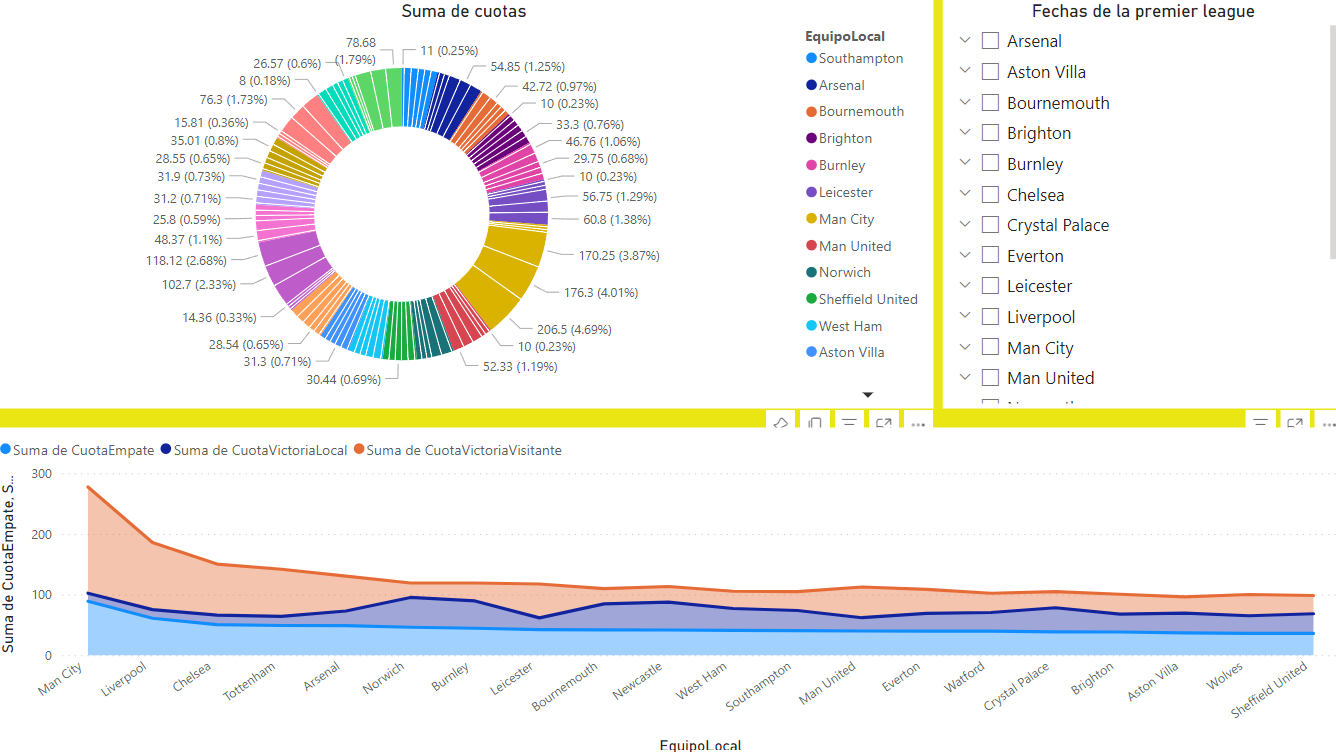 Suma de cuotas
78.68
(1.79%)
11 (0.25%)
26.57 (0.6%)
54.85 (1.25%)
8 (0.18%)
42.72 (0.97%)
76.3 (1.73%)
10 (0.23%)
15.81 (0.36%)
33.3 (0.76%)
35.01 (0.8%)
46.76 (1.06%)
28.55 (0.65%)
29.75 (0.68%)
31.9 (0.73%)
10 (0.23%)
31.2 (0.71%)
56.75 (1.29%)
25.8 (0.59%)
60.8 (1.38%)
48.37 (1.1%)
118.12 (2.68%)
170.25 (3.87%)
102.7 (2.33%)
176.3 (4.01%)
14.36 (0.33%)
206.5 (4.69%)
28.54 (0.65%)
10 (0.23%)
31.3 (0.71%)
52.33 (1.19%)
30.44 (0.69%)
EquipoLocal
Southampton
Arsenal
Bournemouth
Brighton
Burnley
Leicester
Man City
Man United
Norwich
Sheffield United
West Ham
Aston Villa
Fechas de la premier league
Arsenal
Aston Villa
Bournemouth
Brighton
Burnley
Chelsea
Crystal Palace
Everton
Leicester
Liverpool
Man City
Man United
Suma de CuotaEmpate
Suma de CuotaVictoriaLocal
Suma de CuotaVictoriaVisitante
Suma de CuotaEmpate, S...
300
200
100
0
Man City
Liverpool
Chelsea
Tottenham
Arsenal
Norwich
Burnley
Leicester
Bournemouth
Newcastle
West Ham
Southampton
Man United
Everton
Watford
Crystal Palace
Brighton
Aston Villa
Wolves
Sheffield United
EquipoLocal